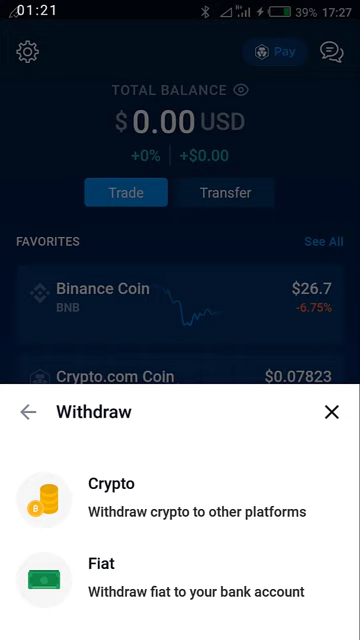 01:21
39% 17:27
Pay
TOTAL BALANCE
$ 0.00 USD
+0% +$0.00
Trade Transfer
FAVORITES See All
Binance Coin $26.7
BNB -6.75%
Crypto.com Coin $0.07823
Withdraw
Crypto
Withdraw crypto to other platforms
Fiat
Withdraw fiat to your bank account